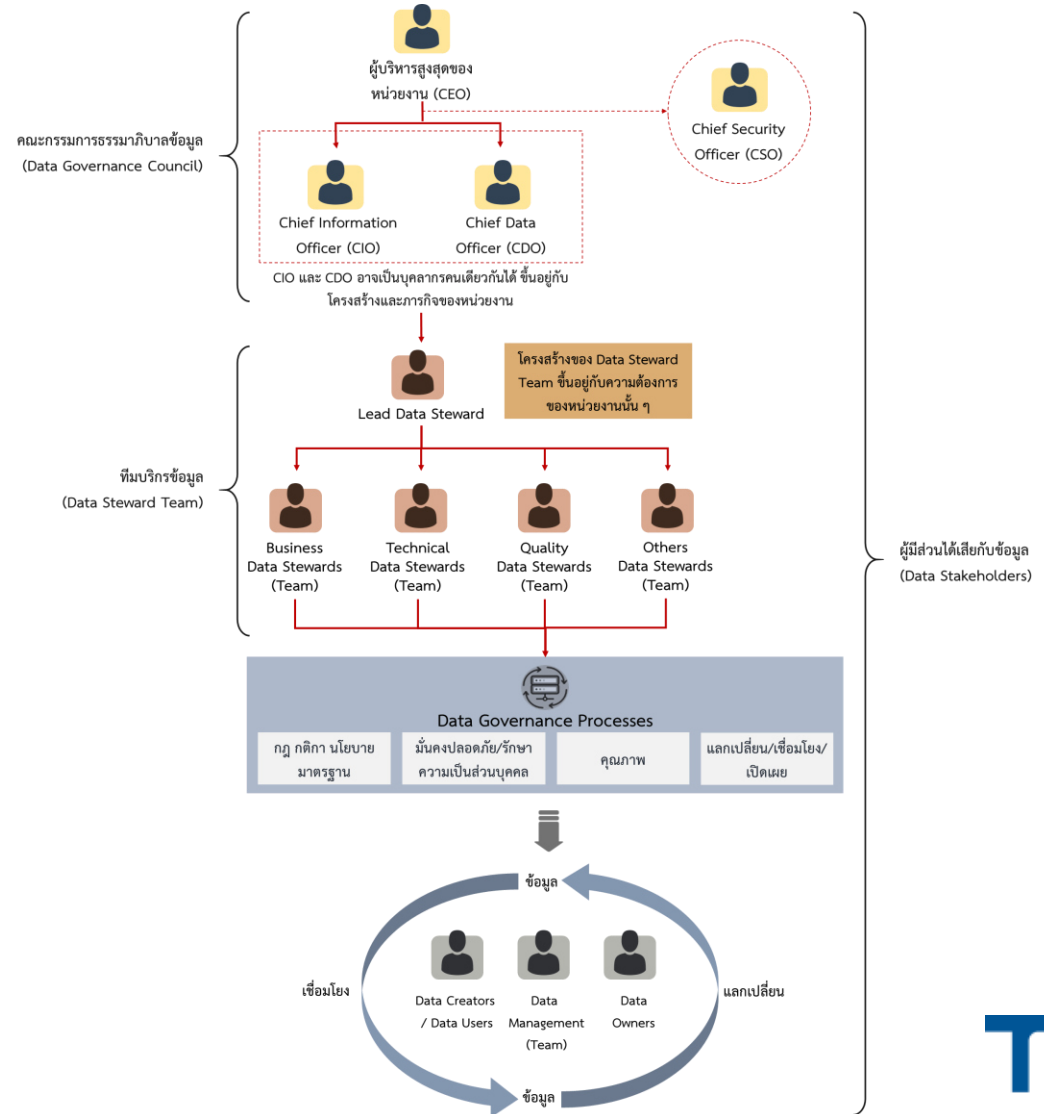 ผู้บริหารสูงสุดของ
หน่วยงาน (CEO)
Chief Security
Officer (CSO)
คณะกรรมการธรรมาภิบาลข้อมูล
(Data Governance Council)
Chief Information
Officer (CIO)
Chief Data
Officer (CDO)
CIO และ CDO อาจเป็นบุคลากรคนเดียวกันได้ ขึ้นอยู่กับ
โครงสร้างและภารกิจของหน่วยงาน
โครงสร้างของ Data Steward
Team ขึ้นอยู่กับความต้องการ
ของหน่วยงานนั้น ๆ
Lead Data Steward
ทีมบริกรข้อมูล
(Data Steward Team)
Business
Data Stewards
(Team)
Technical
Data Stewards
(Team)
Quality
Data Stewards
(Team)
Others
Data Stewards
(Team)
ผู้มีส่วนได้เสียกับข้อมูล
(Data Stakeholders)
Data Governance Processes
กฎ กติกา นโยบาย
มาตรฐาน
มั่นคงปลอดภัย/รักษา
ความเป็นส่วนบุคคล
คุณภาพ
แลกเปลี่ยน/เชื่อมโยง/
เปิดเผย
ข้อมูล
เชื่อมโยง
Data Creators
/ Data Users
Data
Management
(Team)
Data
Owners
แลกเปลี่ยน
ข้อมูล
T